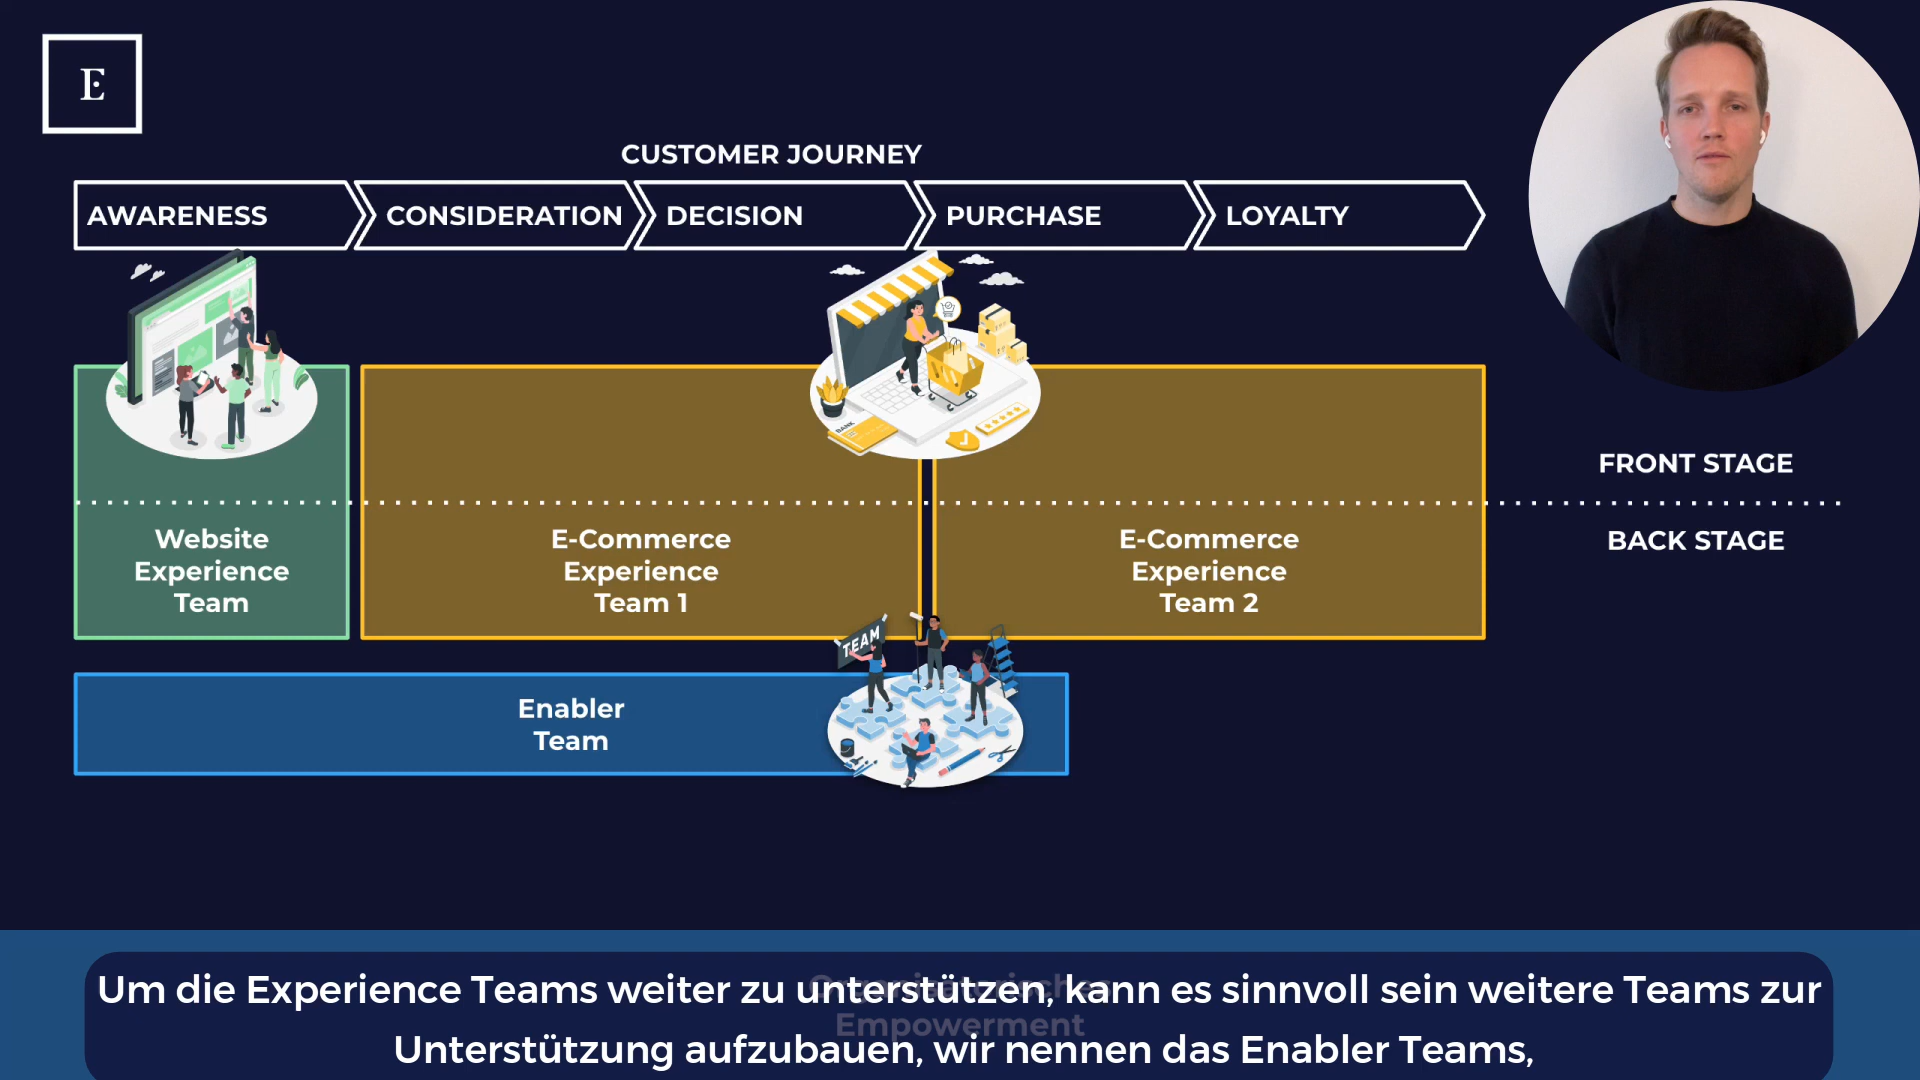 E
CUSTOMER JOURNEY
AWARENESS
CONSIDERATION
DECISION
PURCHASE
LOYALTY
BANK
FRONT STAGE
Website
Experience
Team
E-Commerce
Experience
Team 1
E-Commerce
Experience
Team 2
BACK STAGE
TEAM
Enabler
Team
Organisatorisches
Empowerment
Um die Experience Teams weiter zu unterstützen, kann es sinnvoll sein weitere Teams zur
Unterstützung aufzubauen, wir nennen das Enabler Teams,